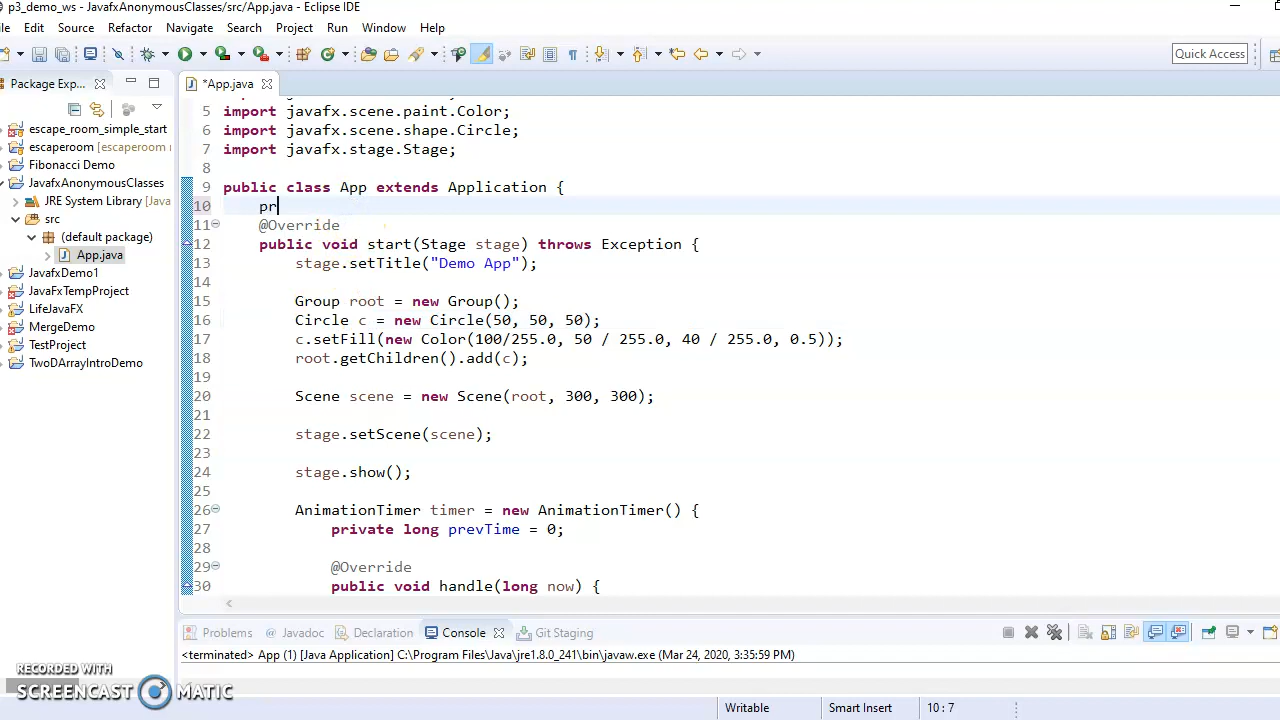 p3_demo_ws - JavafxAnonymousClasses/src/App.java - Eclipse IDE
Edit Source Refactor Navigate Search Project Run Window Help
Quick Access
Package Exp...
*App.java
escape_room_simple_start
escaperoom [escaperoom
Fibonacci Demo
JavafxAnonymousClasses
JRE System Library [Java
src
(default package)
App.java
JavafxDemo1
JavaFxTempProject
LifeJavaFX
MergeDemo
TestProject
TwoDArrayIntroDemo
5 import javafx.scene.paint.Color;
6 import javafx.scene.shape.Circle;
7 import javafx.stage.Stage;
8
9 public class App extends Application {
10 pr
11 @Override
12 public void start(Stage stage) throws Exception {
13 stage.setTitle("Demo App");
14
15 Group root = new Group();
16 Circle c = new Circle(50, 50, 50);
17 c.setFill(new Color(100/255.0, 50 / 255.0, 40 / 255.0, 0.5));
18 root.getChildren().add(c);
19
20 Scene scene = new Scene(root, 300, 300);
21
22 stage.setScene(scene);
23
24 stage.show();
25
26 AnimationTimer timer = new AnimationTimer() {
27 private long prevTime = 0;
28
29 @Override
30 public void handle(long now) {
Problems @ Javadoc Declaration Console Git Staging
<terminated> App (1) [Java Application] C:\Program Files\Java\jre1.8.0_241\bin\javaw.exe (Mar 24, 2020, 3:35:59 PM)
RECORDED WITH
SCREENCAST MATIC
Writable Smart Insert 10 : 7